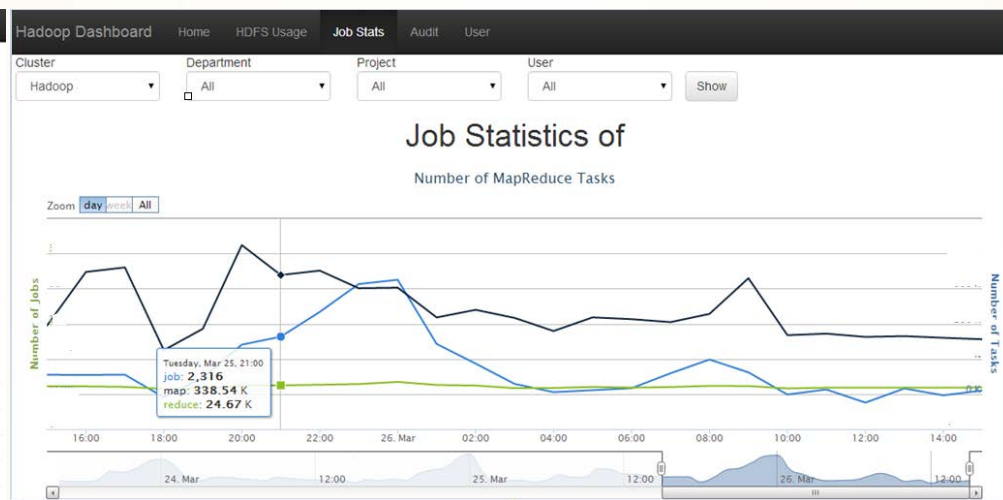 Hadoop Dashboard Home HDFS Usage Job Stats Audit User
Cluster Department Project User
Hadoop All All All Show
Job Statistics of
Number of MapReduce Tasks
Zoom day week All
Number of Jobs
Number of Tasks
0 K
Tuesday, Mar 25, 21:00
job: 2,316
map: 338.54 K
reduce: 24.67 K
16:00 18:00 20:00 22:00 26. Mar 02:00 04:00 06:00 08:00 10:00 12:00 14:00
24. Mar 12:00 25. Mar 12:00 26. Mar 12:00